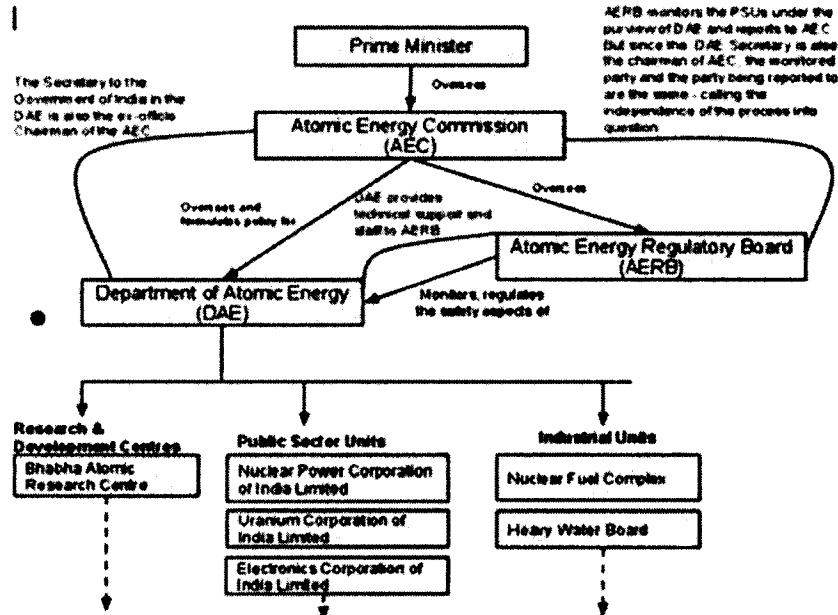 Prime Minister
AERB monitors the PSUs under the
purview of DAE and reports to AEC
But since the DAE Secretary is also
the chairman of AEC, the monitored
party and the party being reported to
are the same - calling the
independence of the process into
question
The Secretary to the
Government of India in the
DAE is also the ex-officio
Chairman of the AEC
Oversees
Atomic Energy Commission
(AEC)
Oversees and
formulates policy for
DAE provides
technical support and
staff to AERB
Oversees
Atomic Energy Regulatory Board
(AERB)
Department of Atomic Energy
(DAE)
Monitors, regulates
the safety aspects of
Research &
Development Centres
Bhabha Atomic
Research Centre
Public Sector Units
Nuclear Power Corporation
of India Limited
Uranium Corporation of
India Limited
Electronics Corporation of
India Limited
Industrial Units
Nuclear Fuel Complex
Heavy Water Board